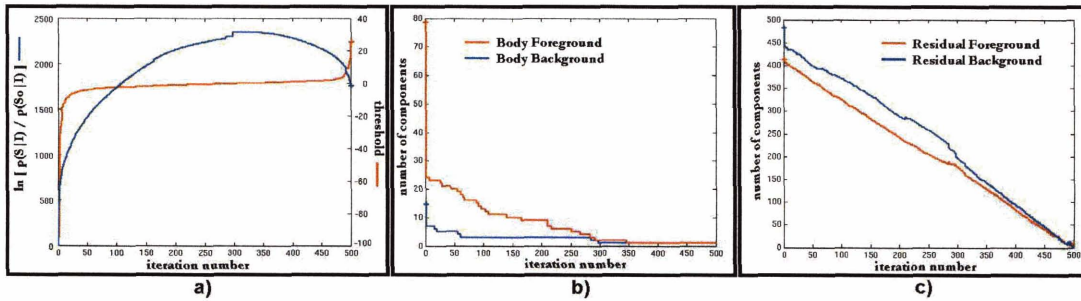 ln [ p(S|I) / p(So|I) ]
2500
2000
1500
1000
500
0
40
20
0
-20
-40
-60
-80
-100
threshold
0 50 100 150 200 250 300 350 400 450 500
iteration number
a)
number of components
80
70
60
50
40
30
20
10
0
Body Foreground
Body Background
0 50 100 150 200 250 300 350 400 450 500
iteration number
b)
number of components
500
450
400
350
300
250
200
150
100
50
0
Residual Foreground
Residual Background
0 50 100 150 200 250 300 350 400 450 500
iteration number
c)